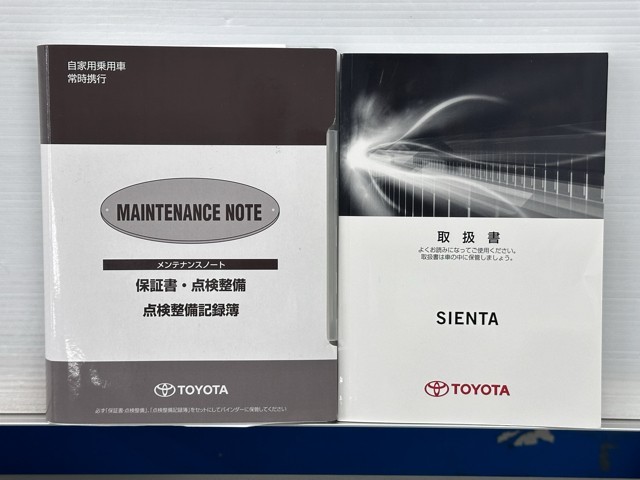 自家用乗用車
常時携行
MAINTENANCE NOTE
メンテナンスノート
保証書・点検整備
点検整備記録簿
TOYOTA
必ず「保証書・点検整備」、「点検整備記録簿」をセットにしてバインダーに保管してください
取扱書
よくお読みになってご使用ください。
取扱書は車の中に保管しましょう。
SIENTA
TOYOTA